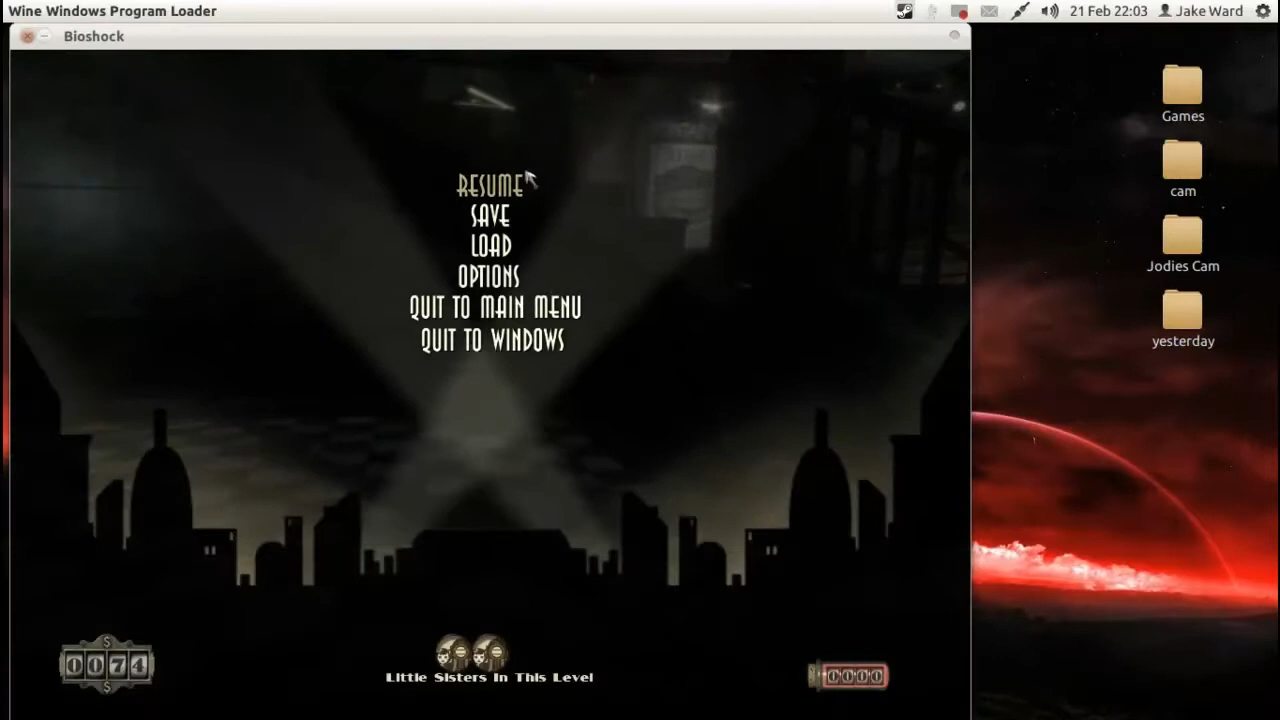 Wine Windows Program Loader
21 Feb 22:03 Jake Ward
Bioshock
Games
cam
Jodies Cam
yesterday
RESUME
SAVE
LOAD
OPTIONS
QUIT TO MAIN MENU
QUIT TO WINDOWS
$
0074
$
Little Sisters In This Level
0000